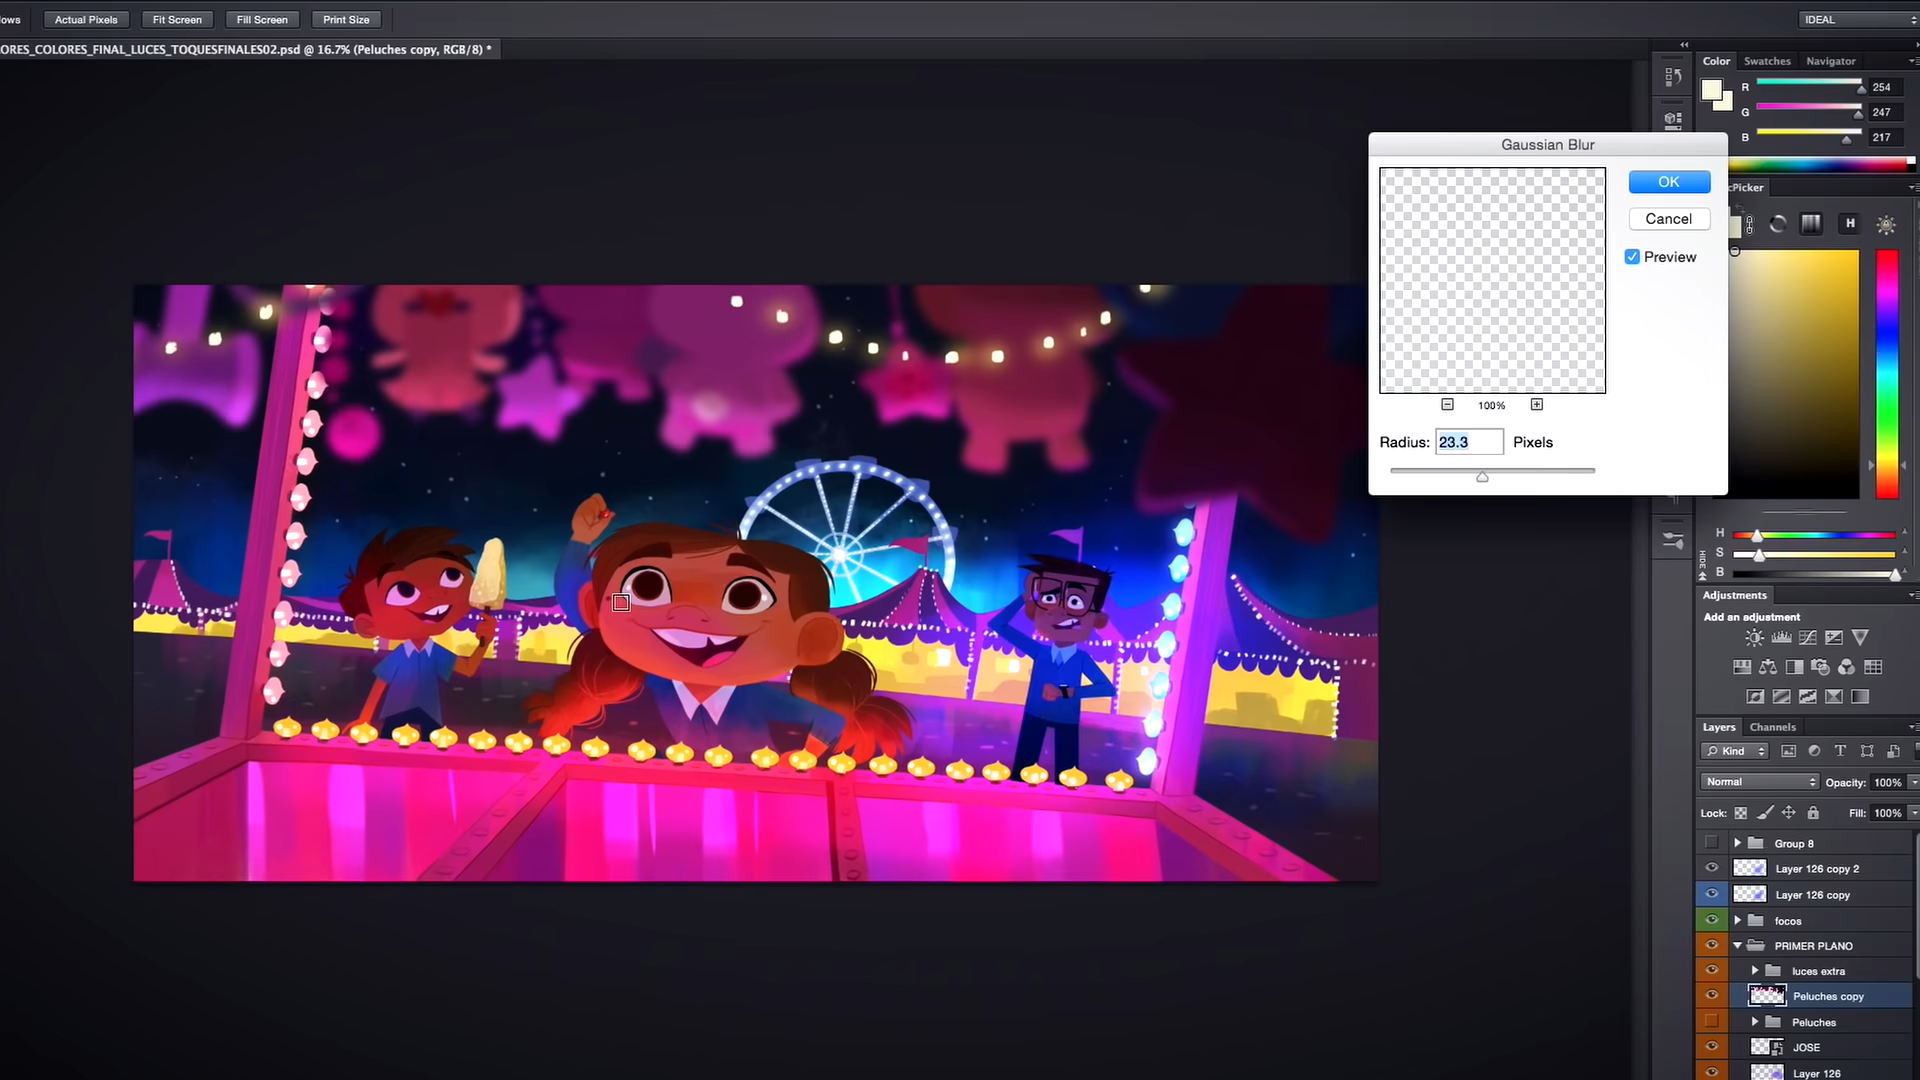 ows
Actual Pixels
Fit Screen
Fill Screen
Print Size
IDEAL
ORES_COLORES_FINAL_LUCES_TOQUESFINALES02.psd @ 16.7% (Peluches copy, RGB/8) *
Color
Swatches
Navigator
R
254
G
247
B
217
Gaussian Blur
OK
Cancel
Preview
100%
Radius: 23.3 Pixels
cPicker
H
H
S
B
HIDE
Adjustments
Add an adjustment
Layers
Channels
Kind
T
Normal
Opacity: 100%
Lock:
Fill: 100%
Group 8
Layer 126 copy 2
Layer 126 copy
focos
PRIMER PLANO
luces extra
Peluches copy
Peluches
JOSE
Layer 126